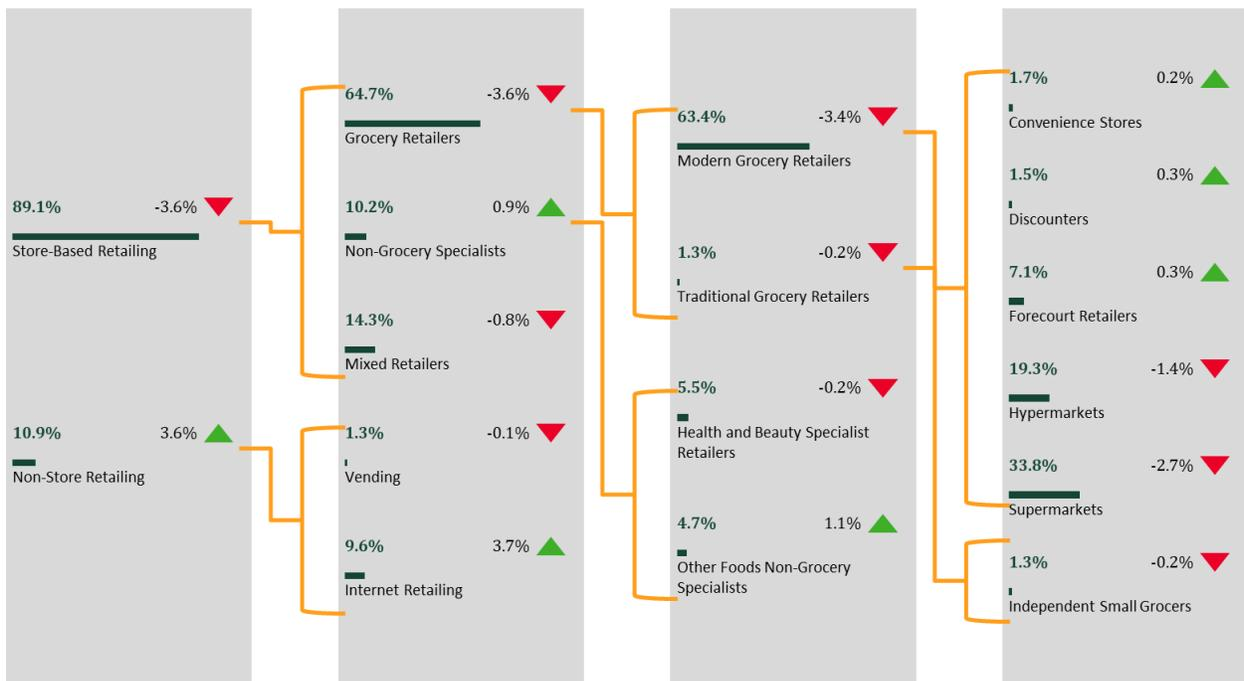 89.1% -3.6%
Store-Based Retailing
10.9% 3.6%
Non-Store Retailing
64.7% -3.6%
Grocery Retailers
10.2% 0.9%
Non-Grocery Specialists
14.3% -0.8%
Mixed Retailers
1.3% -0.1%
Vending
9.6% 3.7%
Internet Retailing
63.4% -3.4%
Modern Grocery Retailers
1.3% -0.2%
Traditional Grocery Retailers
5.5% -0.2%
Health and Beauty Specialist
Retailers
4.7% 1.1%
Other Foods Non-Grocery
Specialists
1.7% 0.2%
Convenience Stores
1.5% 0.3%
Discounters
7.1% 0.3%
Forecourt Retailers
19.3% -1.4%
Hypermarkets
33.8% -2.7%
Supermarkets
1.3% -0.2%
Independent Small Grocers